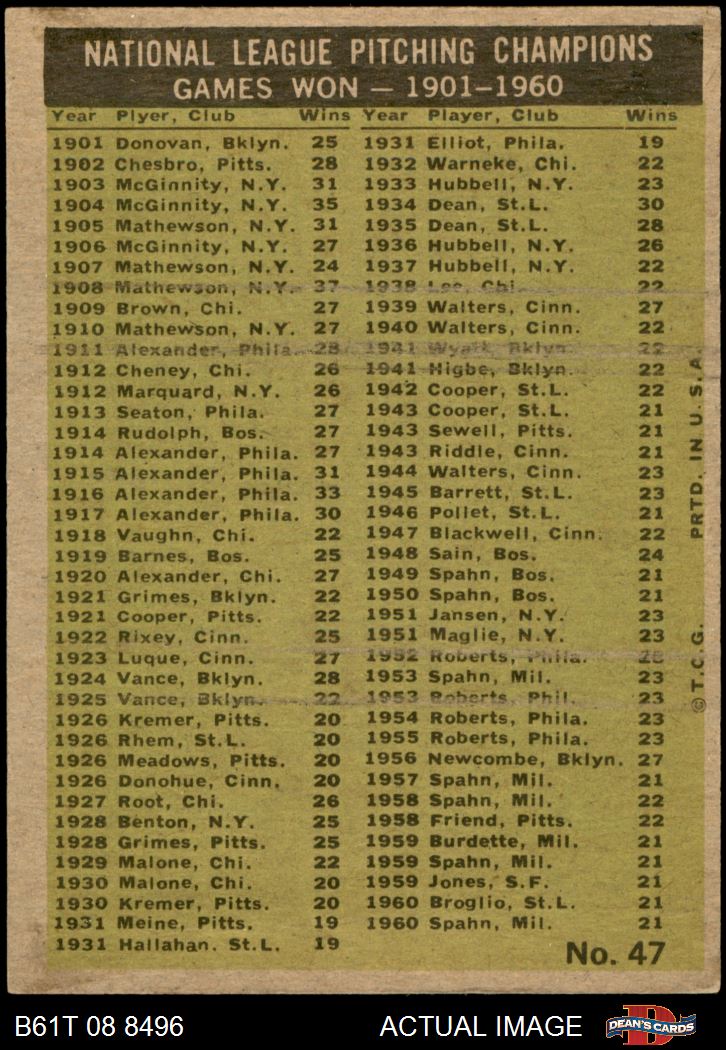 NATIONAL LEAGUE PITCHING CHAMPIONS
GAMES WON — 1901-1960
Year Plyer, Club Wins
1901 Donovan, Bklyn. 25
1902 Chesbro, Pitts. 28
1903 McGinnity, N.Y. 31
1904 McGinnity, N.Y. 35
1905 Mathewson, N.Y. 31
1906 McGinnity, N.Y. 27
1907 Mathewson, N.Y. 24
1908 Mathewson, N.Y. 37
1909 Brown, Chi. 27
1910 Mathewson, N.Y. 27
1911 Alexander, Phila. 28
1912 Cheney, Chi. 26
1912 Marquard, N.Y. 26
1913 Seaton, Phila. 27
1914 Rudolph, Bos. 27
1914 Alexander, Phila. 27
1915 Alexander, Phila. 31
1916 Alexander, Phila. 33
1917 Alexander, Phila. 30
1918 Vaughn, Chi. 22
1919 Barnes, Bos. 25
1920 Alexander, Chi. 27
1921 Grimes, Bklyn. 22
1921 Cooper, Pitts. 22
1922 Rixey, Cinn. 25
1923 Luque, Cinn. 27
1924 Vance, Bklyn. 28
1925 Vance, Bklyn. 22
1926 Kremer, Pitts. 20
1926 Rhem, St.L. 20
1926 Meadows, Pitts. 20
1926 Donohue, Cinn. 20
1927 Root, Chi. 26
1928 Benton, N.Y. 25
1928 Grimes, Pitts. 25
1929 Malone, Chi. 22
1930 Malone, Chi. 20
1930 Kremer, Pitts. 20
1931 Meine, Pitts. 19
1931 Hallahan. St.L. 19
Year Player, Club Wins
1931 Elliot, Phila. 19
1932 Warneke, Chi. 22
1933 Hubbell, N.Y. 23
1934 Dean, St.L. 30
1935 Dean, St.L. 28
1936 Hubbell, N.Y. 26
1937 Hubbell, N.Y. 22
1938 Lee, Chi. 22
1939 Walters, Cinn. 27
1940 Walters, Cinn. 22
1941 Wyatt, Bklyn. 22
1941 Higbe, Bklyn. 22
1942 Cooper, St.L. 22
1943 Cooper, St.L. 21
1943 Sewell, Pitts. 21
1943 Riddle, Cinn. 21
1944 Walters, Cinn. 23
1945 Barrett, St.L. 23
1946 Pollet, St.L. 21
1947 Blackwell, Cinn. 22
1948 Sain, Bos. 24
1949 Spahn, Bos. 21
1950 Spahn, Bos. 21
1951 Jansen, N.Y. 23
1951 Maglie, N.Y. 23
1952 Roberts, Phila. 28
1953 Spahn, Mil. 23
1953 Roberts, Phil. 23
1954 Roberts, Phila. 23
1955 Roberts, Phila. 23
1956 Newcombe, Bklyn. 27
1957 Spahn, Mil. 21
1958 Spahn, Mil. 22
1958 Friend, Pitts. 22
1959 Burdette, Mil. 21
1959 Spahn, Mil. 21
1959 Jones, S.F. 21
1960 Broglio, St.L. 21
1960 Spahn, Mil. 21
No. 47
©T.C.G. PRTD. IN U.S.A.
B61T 08 8496
ACTUAL IMAGE
DEAN'S CARDS